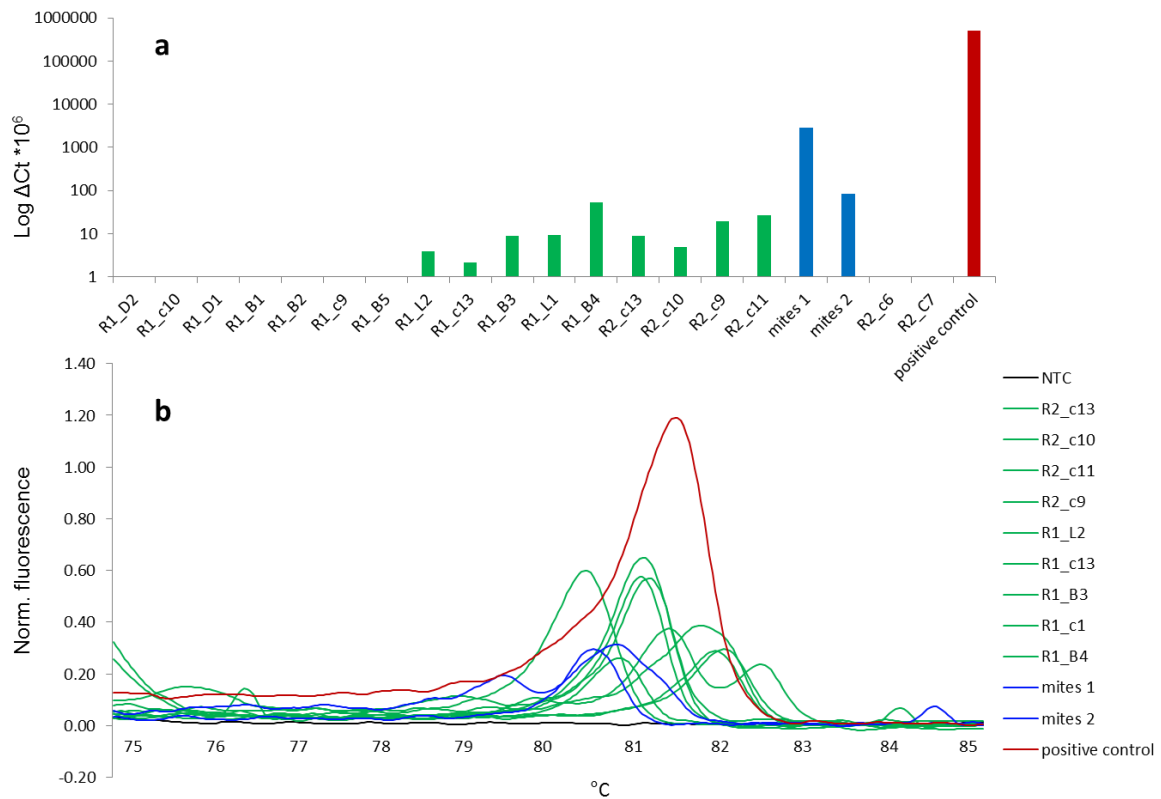 a
Log ΔCt *10⁶
1000000
100000
10000
1000
100
10
1
R1_D2
R1_c10
R1_D1
R1_B1
R1_B2
R1_c9
R1_B5
R1_L2
R1_c13
R1_B3
R1_L1
R1_B4
R2_c13
R2_c10
R2_c9
R2_c11
mites 1
mites 2
R2_c6
R2_C7
positive control
b
Norm. fluorescence
1.40
1.20
1.00
0.80
0.60
0.40
0.20
0.00
-0.20
75 76 77 78 79 80 81 82 83 84 85
°C
NTC
R2_c13
R2_c10
R2_c11
R2_c9
R1_L2
R1_c13
R1_B3
R1_c1
R1_B4
mites 1
mites 2
positive control